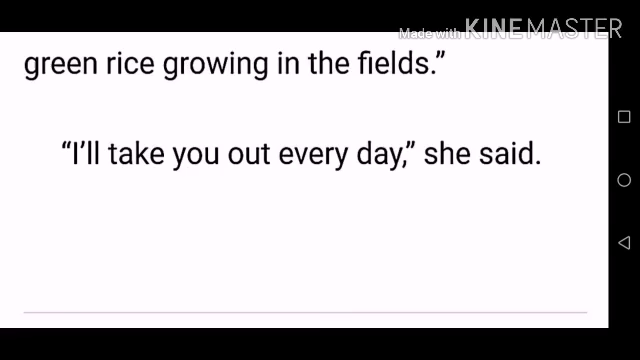 Made with KINEMASTER
green rice growing in the fields.”
“I’ll take you out every day,” she said.